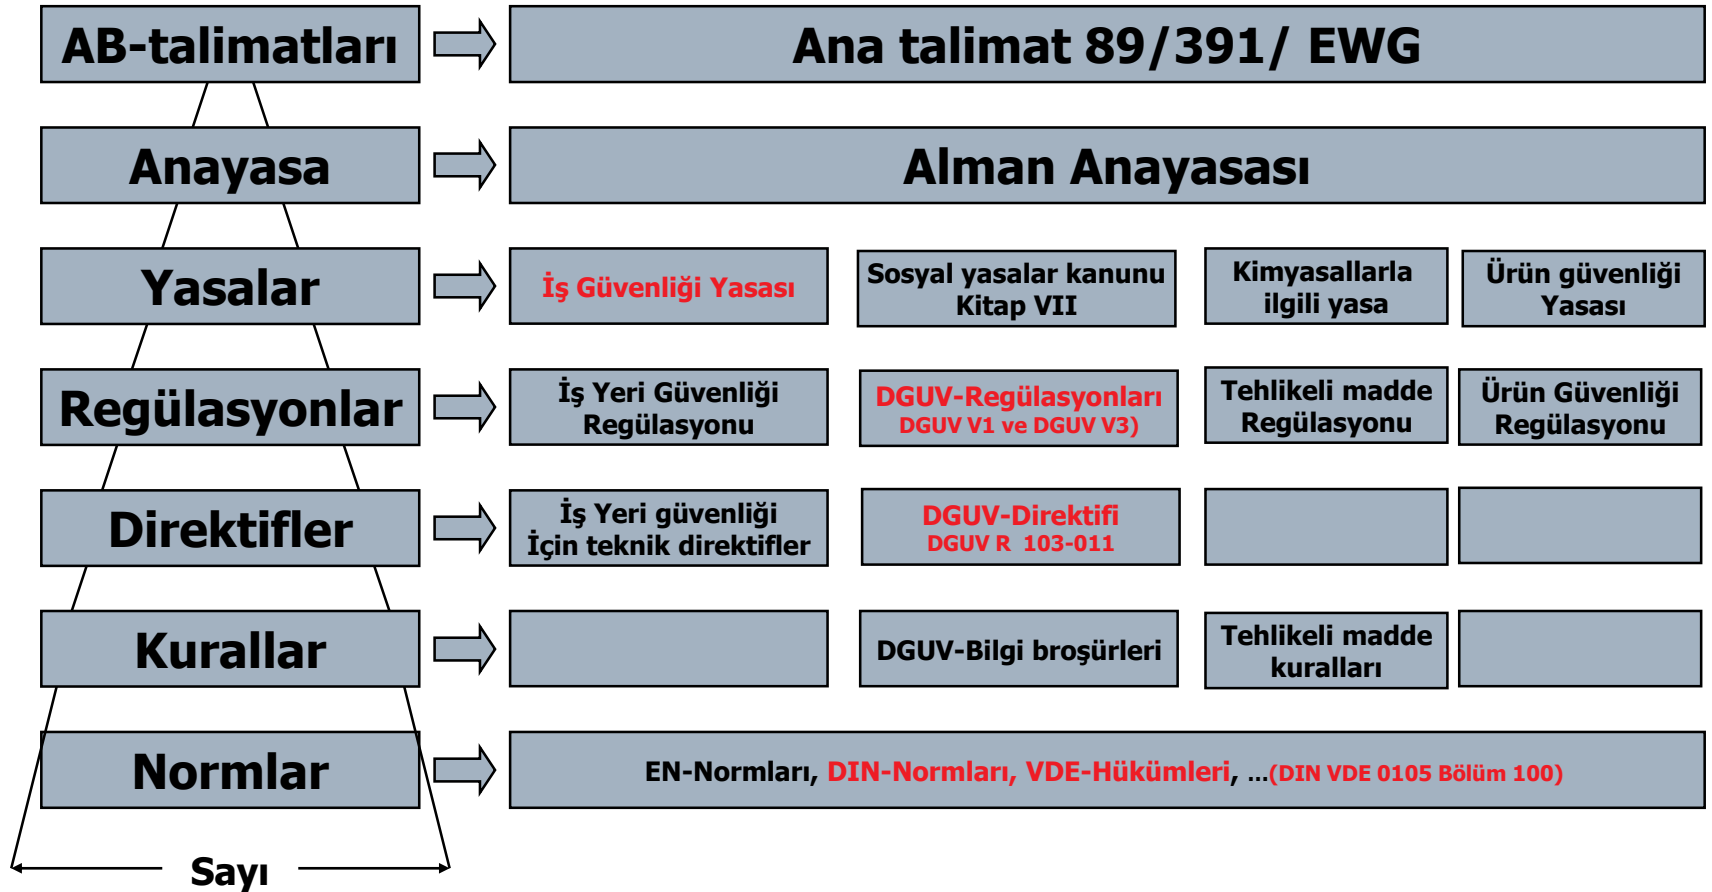 AB-talimatları
Ana talimat 89/391/ EWG
Anayasa
Alman Anayasası
Yasalar
İş Güvenliği Yasası
Sosyal yasalar kanunu
Kitap VII
Kimyasallarla
ilgili yasa
Ürün güvenliği
Yasası
Regülasyonlar
İş Yeri Güvenliği
Regülasyonu
DGUV-Regülasyonları
DGUV V1 ve DGUV V3)
Tehlikeli madde
Regülasyonu
Ürün Güvenliği
Regülasyonu
Direktifler
İş Yeri güvenliği
İçin teknik direktifler
DGUV-Direktifi
DGUV R 103-011
Kurallar
DGUV-Bilgi broşürleri
Tehlikeli madde
kuralları
Normlar
EN-Normları, DIN-Normları, VDE-Hükümleri, ...(DIN VDE 0105 Bölüm 100)
Sayı